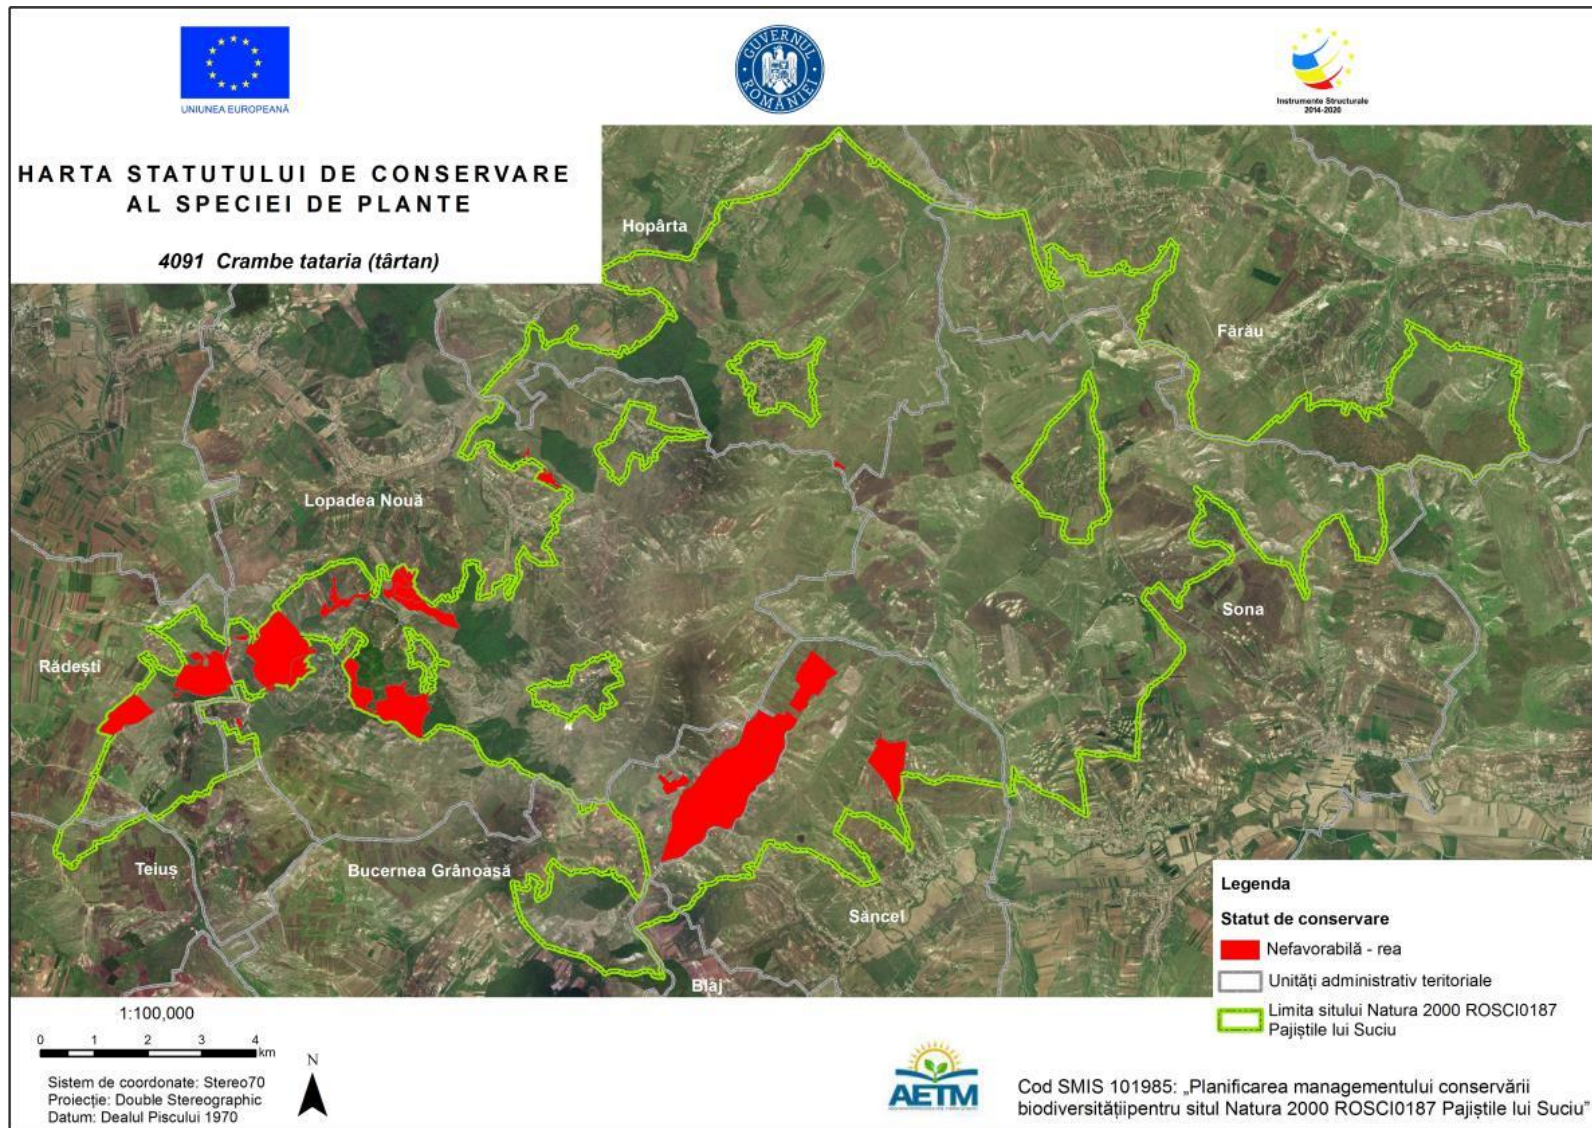 UNIUNEA EUROPEANĂ
GUVERNUL ROMÂNIEI
Instrumente Structurale
2014-2020
HARTA STATUTULUI DE CONSERVARE
AL SPECIEI DE PLANTE
4091 Crambe tataria (târtan)
Hopârta
Fărău
Lopadea Nouă
Sona
Rădești
Teiuș
Bucernea Grânoasă
Săncel
Blaj
Legenda
Statut de conservare
Nefavorabilă - rea
Unități administrativ teritoriale
Limita sitului Natura 2000 ROSCI0187
Pajiștile lui Suciu
1:100,000
0 1 2 3 4
km
N
Sistem de coordonate: Stereo70
Proiecție: Double Stereographic
Datum: Dealul Piscului 1970
AETM
Cod SMIS 101985: „Planificarea managementului conservării
biodiversitățiipentru situl Natura 2000 ROSCI0187 Pajiștile lui Suciu”